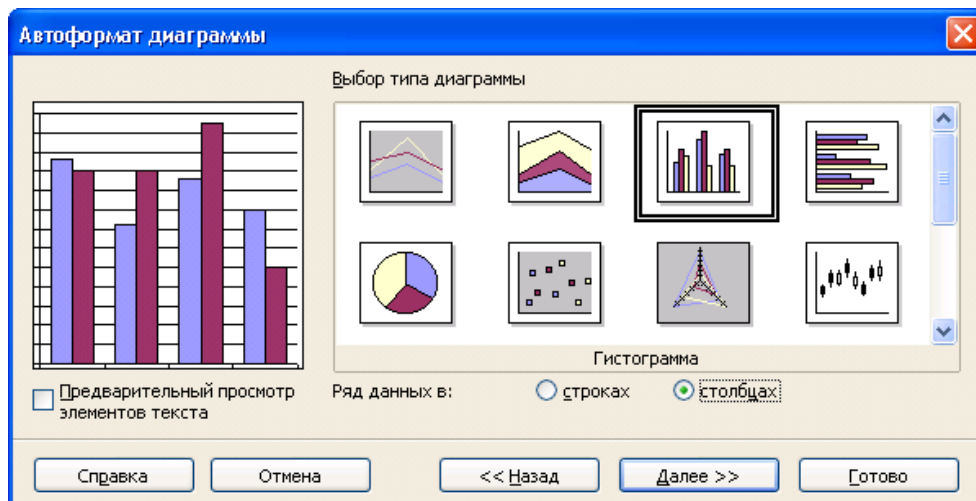 Автоформат диаграммы
Выбор типа диаграммы
Гистограмма
Предварительный просмотр
элементов текста
Ряд данных в:
строках
столбцах
Справка
Отмена
<< Назад
Далее >>
Готово